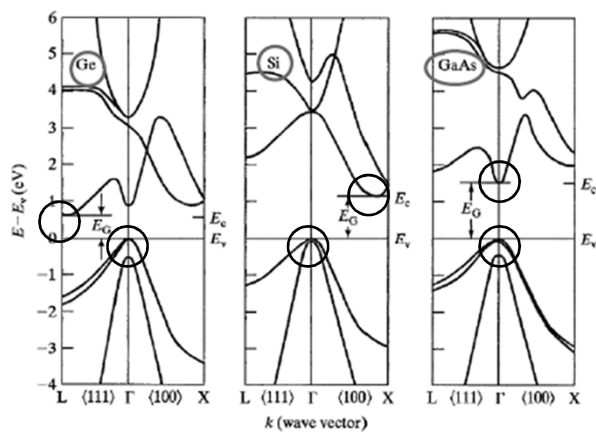 6
5
4
3
2
1
0
−1
−2
−3
−4
E−Ev (eV)
Ge
EG
Ec
Ev
L ⟨111⟩ Γ ⟨100⟩ X
Si
EG
Ec
Ev
L ⟨111⟩ Γ ⟨100⟩ X
GaAs
EG
Ec
Ev
L ⟨111⟩ Γ ⟨100⟩ X
k (wave vector)